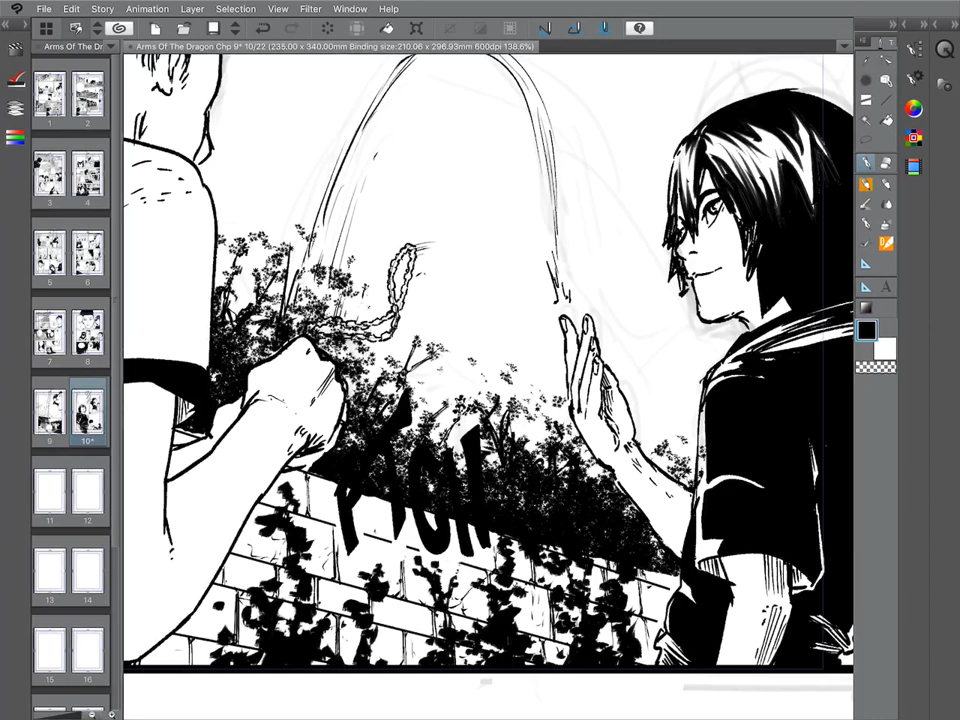 File Edit Story Animation Layer Selection View Filter Window Help
Arms Of The Dr
Arms Of The Dragon Chp 9* 10/22 (235.00 x 340.00mm Binding size:210.06 x 296.93mm 600dpi 138.6%)
T
1 2
3 4
5 6
7 8
9 10*
11 12
13 14
15 16
A